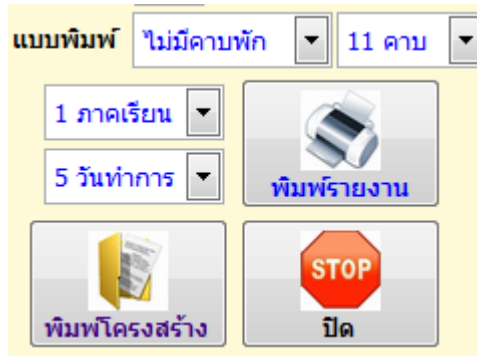 แบบพิมพ์ ไม่มีคาบพัก 11 คาบ
1 ภาคเรียน
5 วันทำการ
พิมพ์รายงาน
STOP
พิมพ์โครงสร้าง ปิด